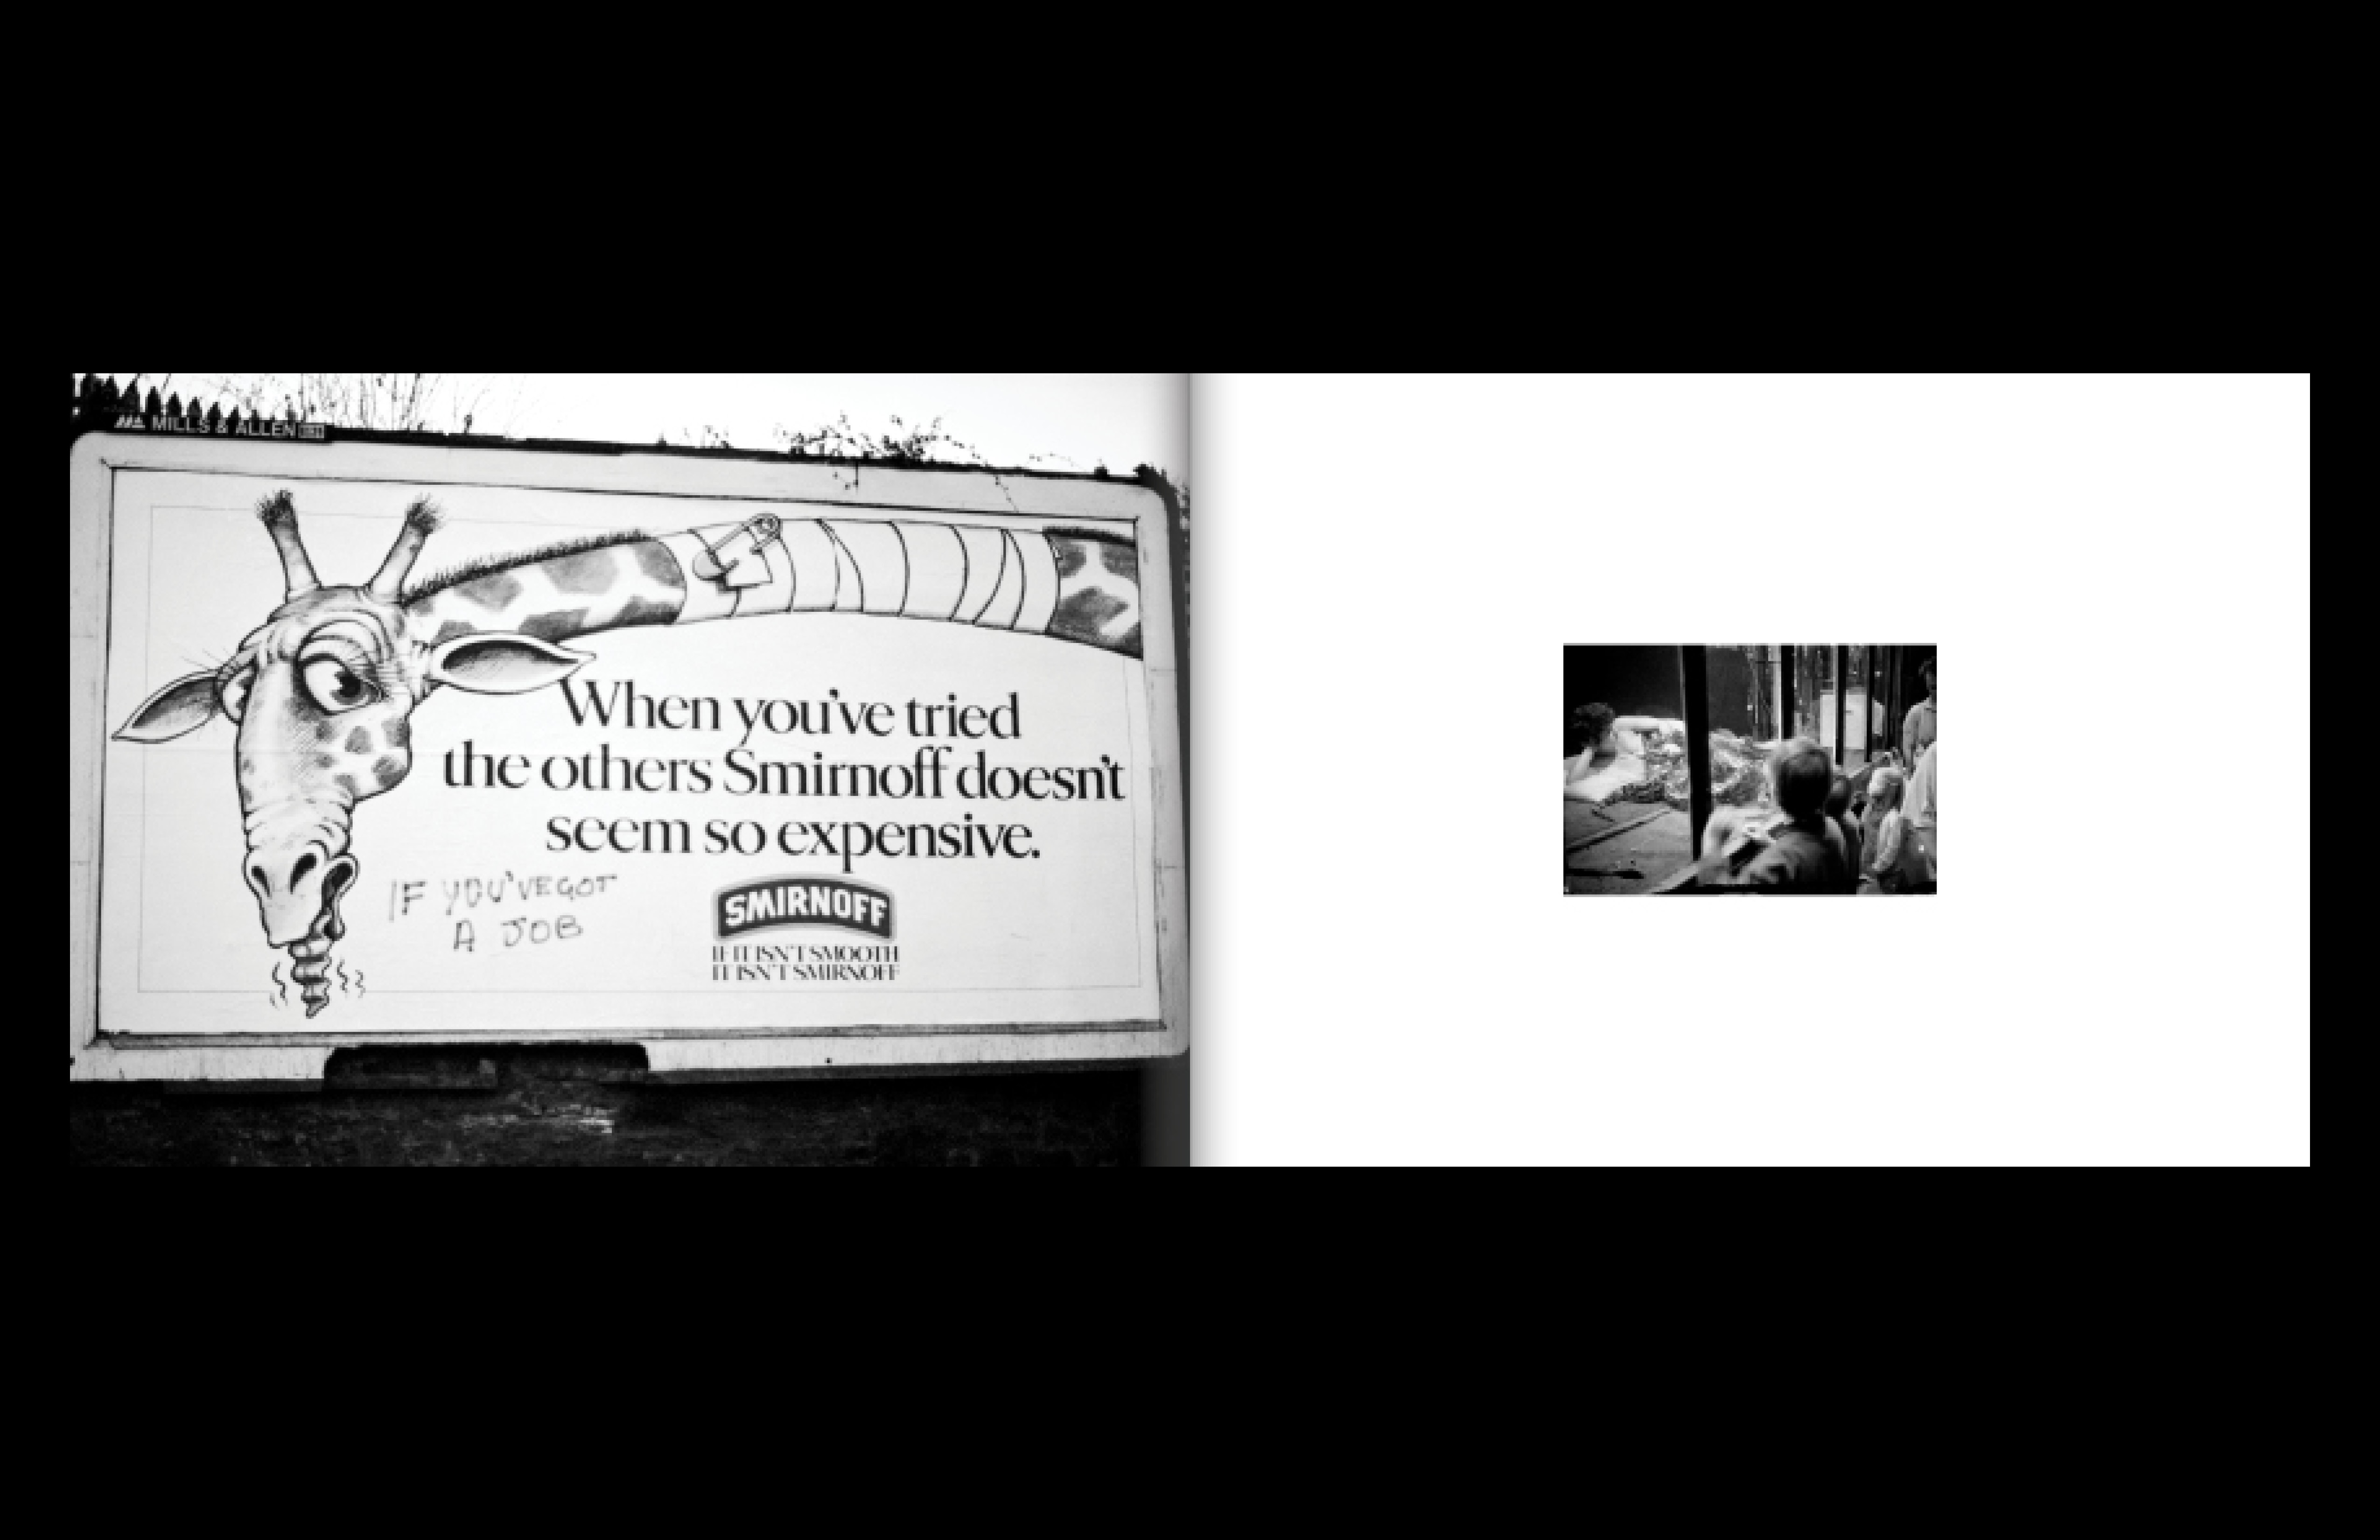 MILLS & ALLEN
When you've tried
the others Smirnoff doesn't
seem so expensive.
IF YOU'VE GOT
A JOB
SMIRNOFF
IF IT ISN'T SMOOTH
IT ISN'T SMIRNOFF